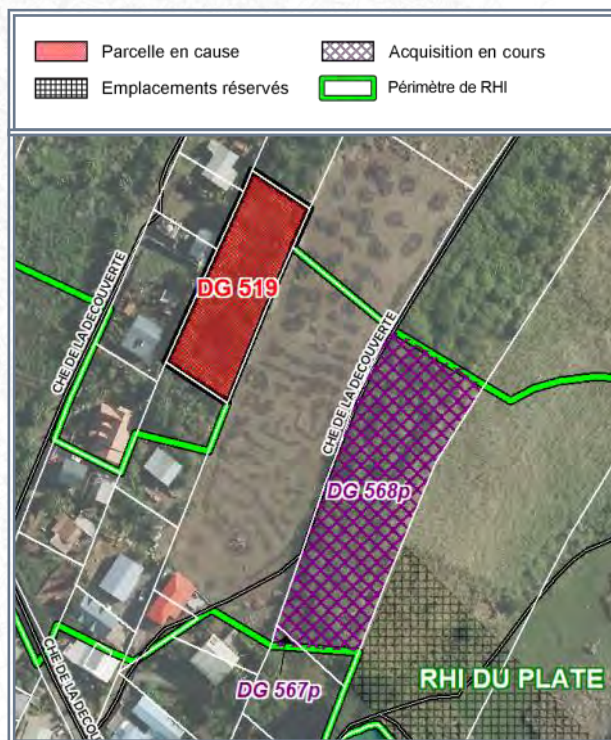 Parcelle en cause
Acquisition en cours
Emplacements réservés
Périmètre de RHI
DG 519
CHE DE LA DECOUVERTE
CHE DE LA DECOUVERTE
DG 568p
RHI DU PLATE
DG 567p
CHE DE LA DECOU